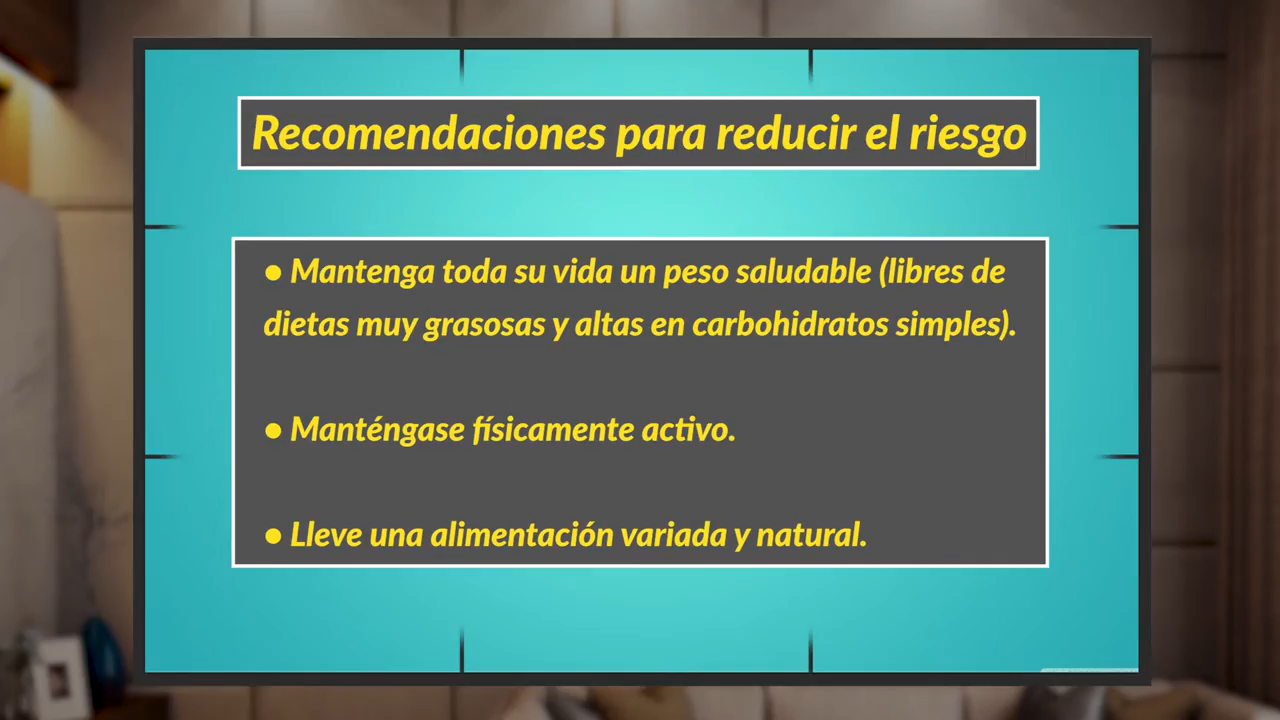 Recomendaciones para reducir el riesgo
● Mantenga toda su vida un peso saludable (libres de
dietas muy grasosas y altas en carbohidratos simples).
● Manténgase físicamente activo.
● Lleve una alimentación variada y natural.